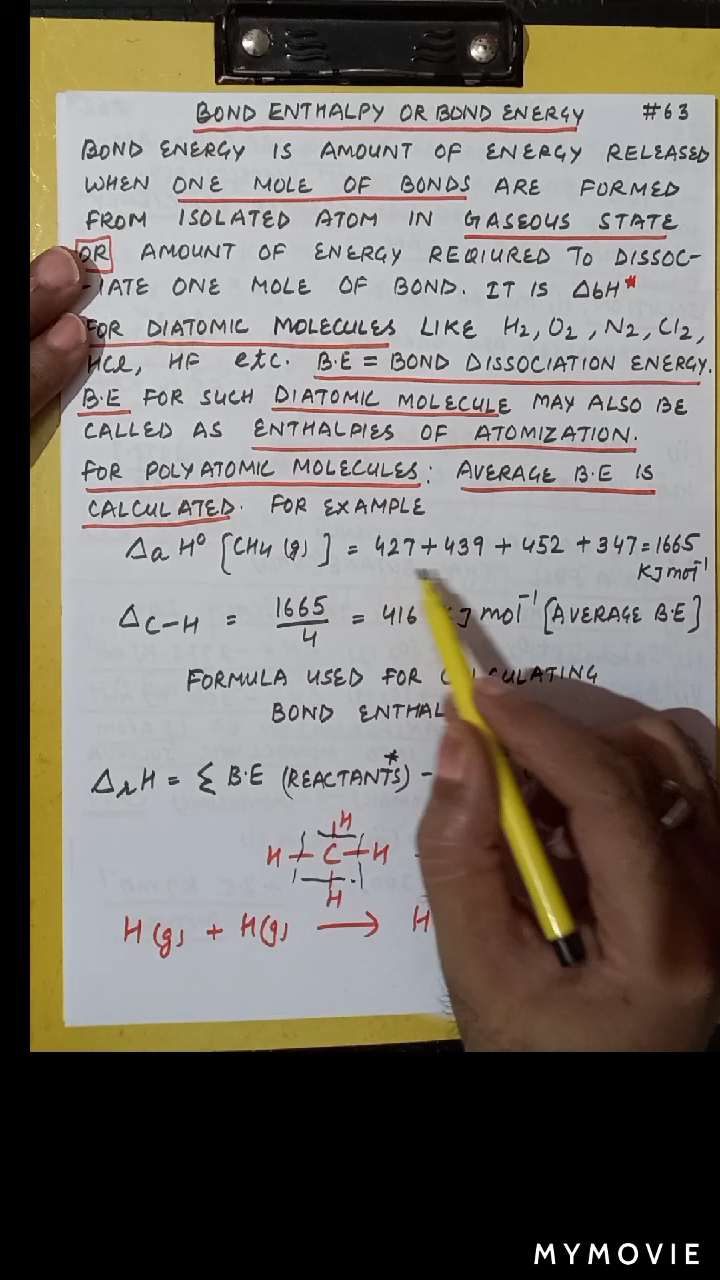 BOND ENTHALPY OR BOND ENERGY #63
BOND ENERGY IS AMOUNT OF ENERGY RELEASED
WHEN ONE MOLE OF BONDS ARE FORMED
FROM ISOLATED ATOM IN GASEOUS STATE
OR AMOUNT OF ENERGY REQIURED TO DISSOC-
-IATE ONE MOLE OF BOND. IT IS ΔbH*
FOR DIATOMIC MOLECULES LIKE H2, O2, N2, Cl2,
HCl, HF etc. B.E = BOND DISSOCIATION ENERGY.
B.E FOR SUCH DIATOMIC MOLECULE MAY ALSO BE
CALLED AS ENTHALPIES OF ATOMIZATION.
FOR POLYATOMIC MOLECULES: AVERAGE B.E IS
CALCULATED. FOR EXAMPLE
ΔaH° [CH4(g)] = 427+439+452+347=1665
KJmol⁻¹
ΔC-H = 1665/4 = 416 KJ mol⁻¹ [AVERAGE B.E]
FORMULA USED FOR CALCULATING
BOND
ΔrH = Σ B.E (REACTANTS*) -
H
H - C - H
H
H(g) + H(g) → H
MYMOVIE